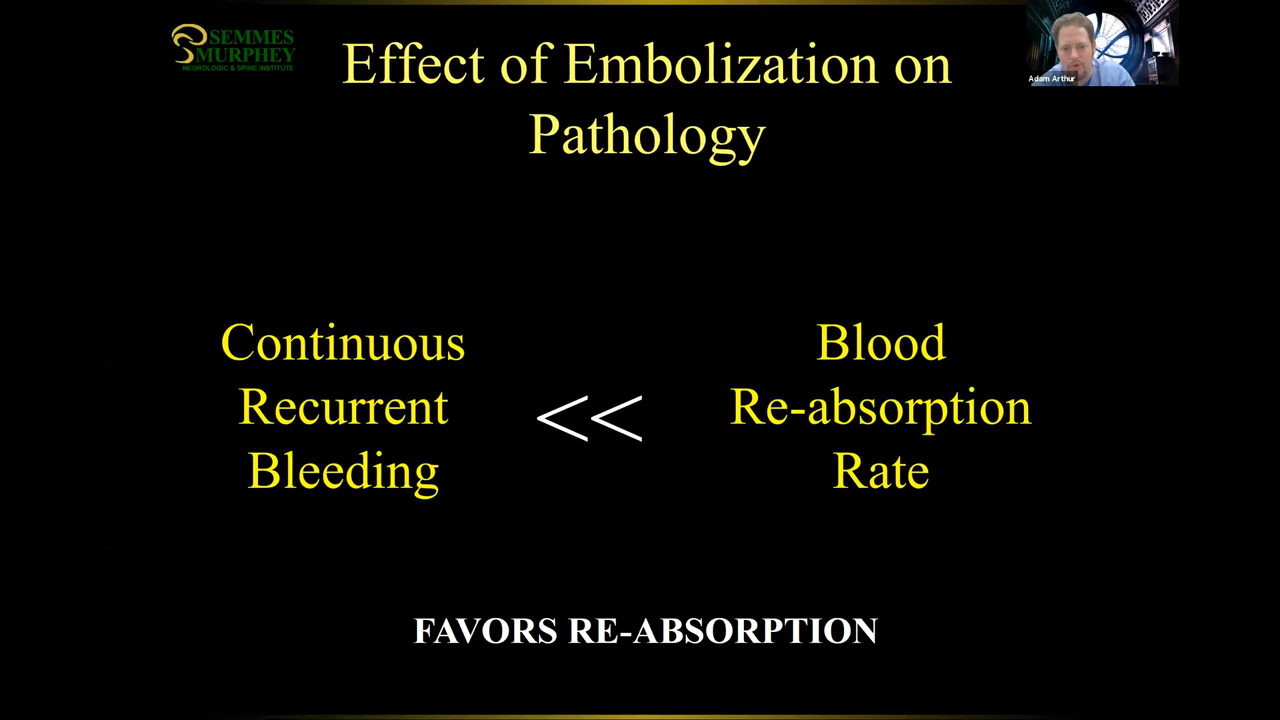 SEMMES
MURPHEY
NEUROLOGIC & SPINE INSTITUTE
Effect of Embolization on
Pathology
Adam Arthur
Continuous
Recurrent
Bleeding
<<
Blood
Re-absorption
Rate
FAVORS RE-ABSORPTION